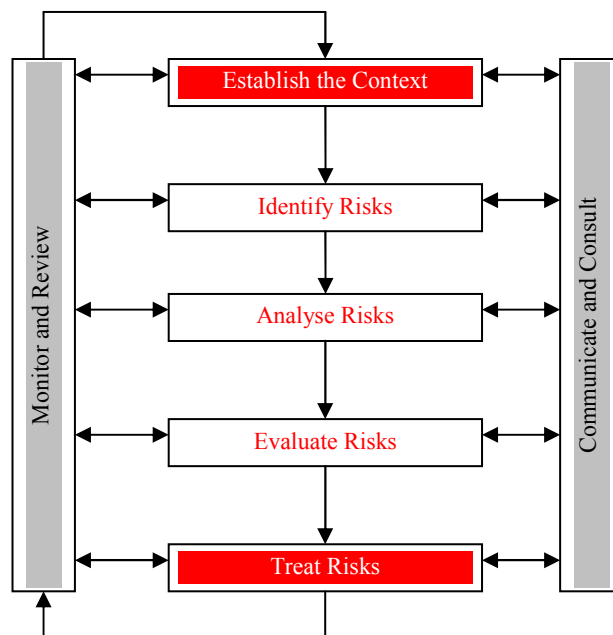 Establish the Context
Identify Risks
Analyse Risks
Evaluate Risks
Treat Risks
Monitor and Review
Communicate and Consult